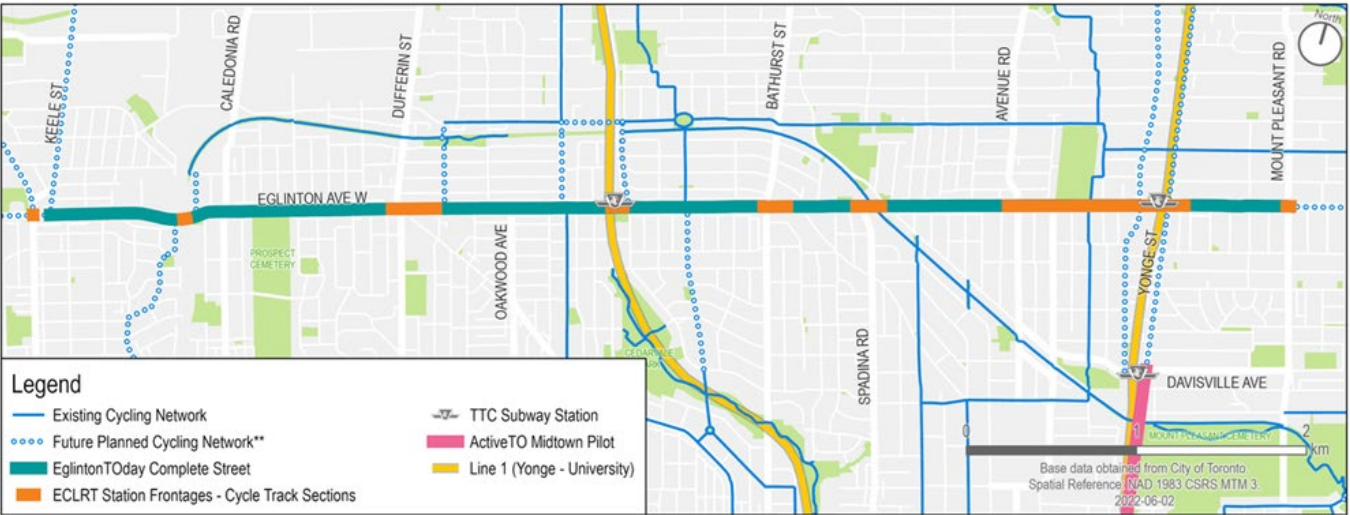 North
KEELE ST
CALEDONIA RD
DUFFERIN ST
BATHURST ST
AVENUE RD
MOUNT PLEASANT RD
EGLINTON AVE W
OAKWOOD AVE
PROSPECT
CEMETERY
YONGE ST
SPADINA RD
DAVISVILLE AVE
MOUNT PLEASANT CEMETERY
Legend
Existing Cycling Network
Future Planned Cycling Network**
EglintonTOday Complete Street
ECLRT Station Frontages - Cycle Track Sections
TTC Subway Station
ActiveTO Midtown Pilot
Line 1 (Yonge - University)
0 1 2
km
Base data obtained from City of Toronto
Spatial Reference: NAD 1983 CSRS MTM 3.
2022-06-02